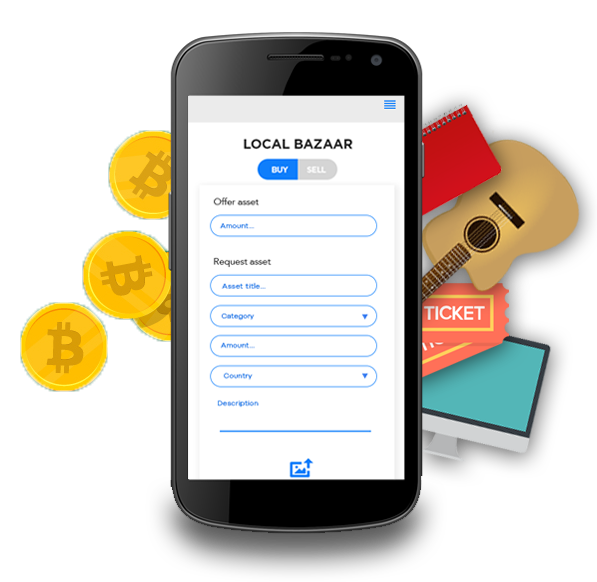 LOCAL BAZAAR
BUY SELL
Offer asset
Amount...
Request asset
Asset title...
Category
Amount...
Country
Description
TICKET